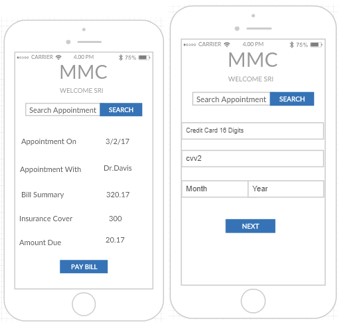 CARRIER 4:00 PM 75%
MMC
WELCOME SRI
Search Appointment SEARCH
Appointment On 3/2/17
Appointment With Dr.Davis
Bill Summary 320.17
Insurance Cover 300
Amount Due 20.17
PAY BILL
CARRIER 4:00 PM 75%
MMC
WELCOME SRI
Search Appointment SEARCH
Credit Card 16 Digits
cvv2
Month Year
NEXT